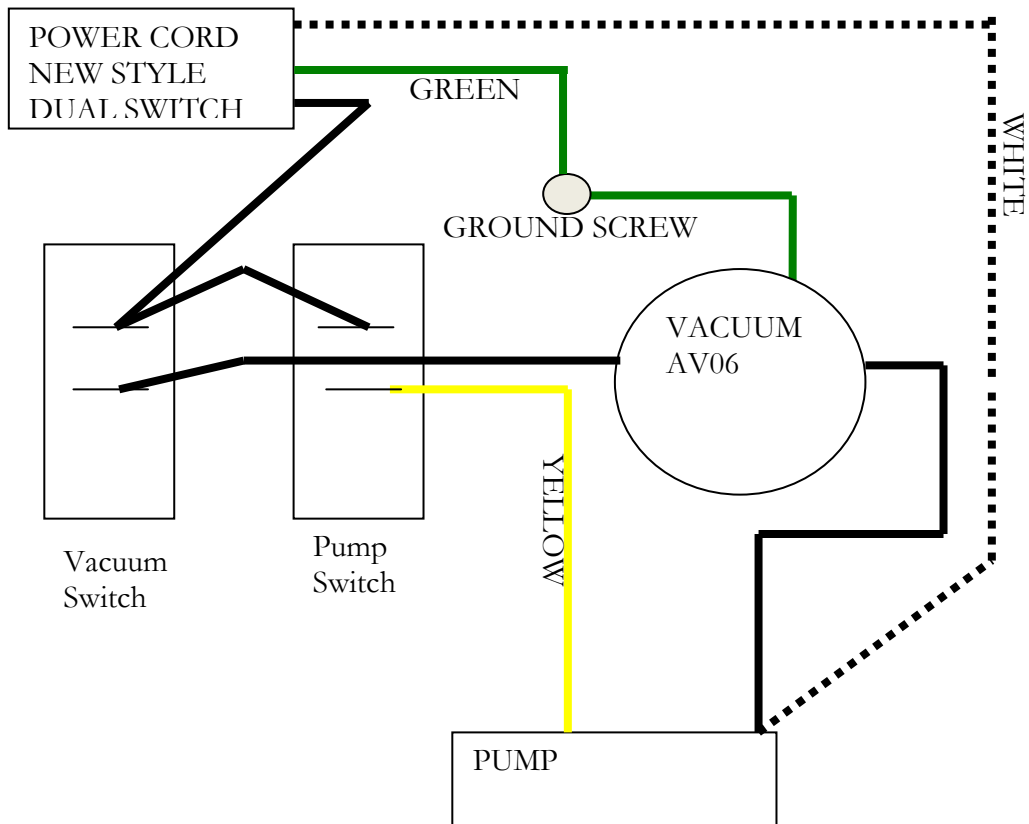 POWER CORD
NEW STYLE
DUAL SWITCH
GREEN
WHITE
GROUND SCREW
VACUUM
AV06
YELLOW
Vacuum
Switch
Pump
Switch
PUMP